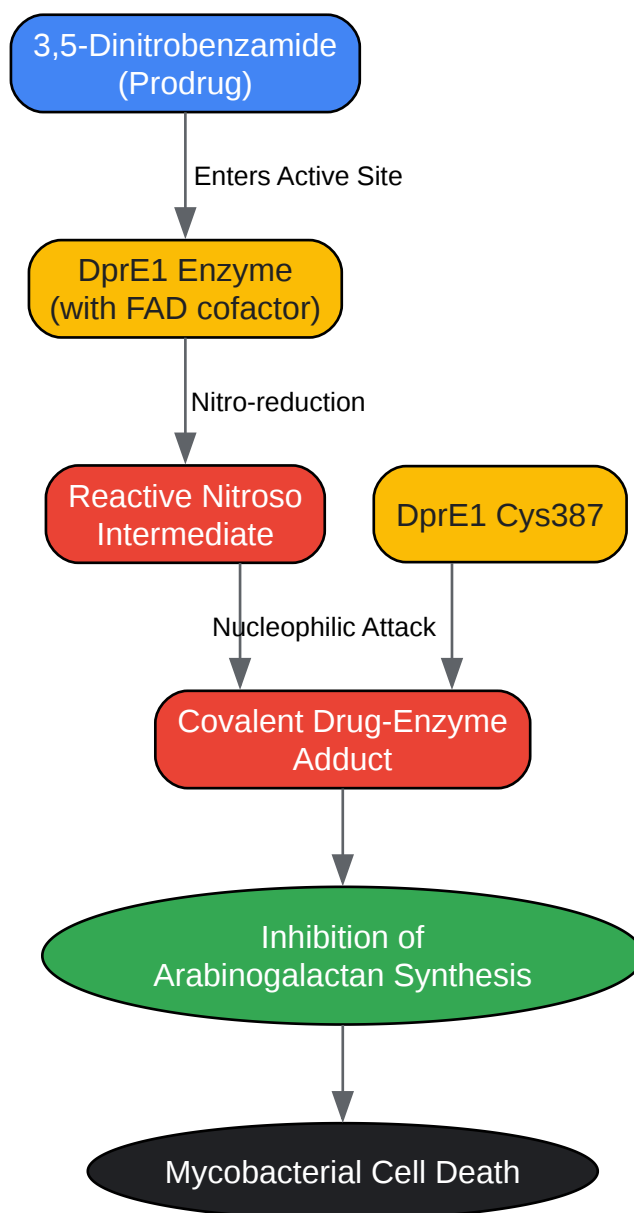 3,5-Dinitrobenzamide
(Prodrug)
Enters Active Site
DprE1 Enzyme
(with FAD cofactor)
Nitro-reduction
Reactive Nitroso
Intermediate
DprE1 Cys387
Nucleophilic Attack
Covalent Drug-Enzyme
Adduct
Inhibition of
Arabinogalactan Synthesis
Mycobacterial Cell Death